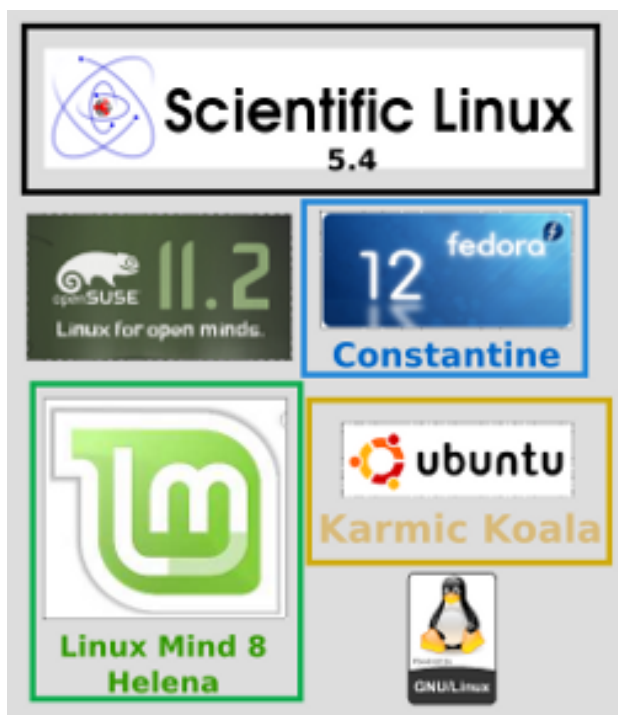 Scientific Linux
5.4
openSUSE
11.2
Linux for open minds.
fedora
12
Constantine
lm
ubuntu
Karmic Koala
Linux Mind 8
Helena
GNU/Linux